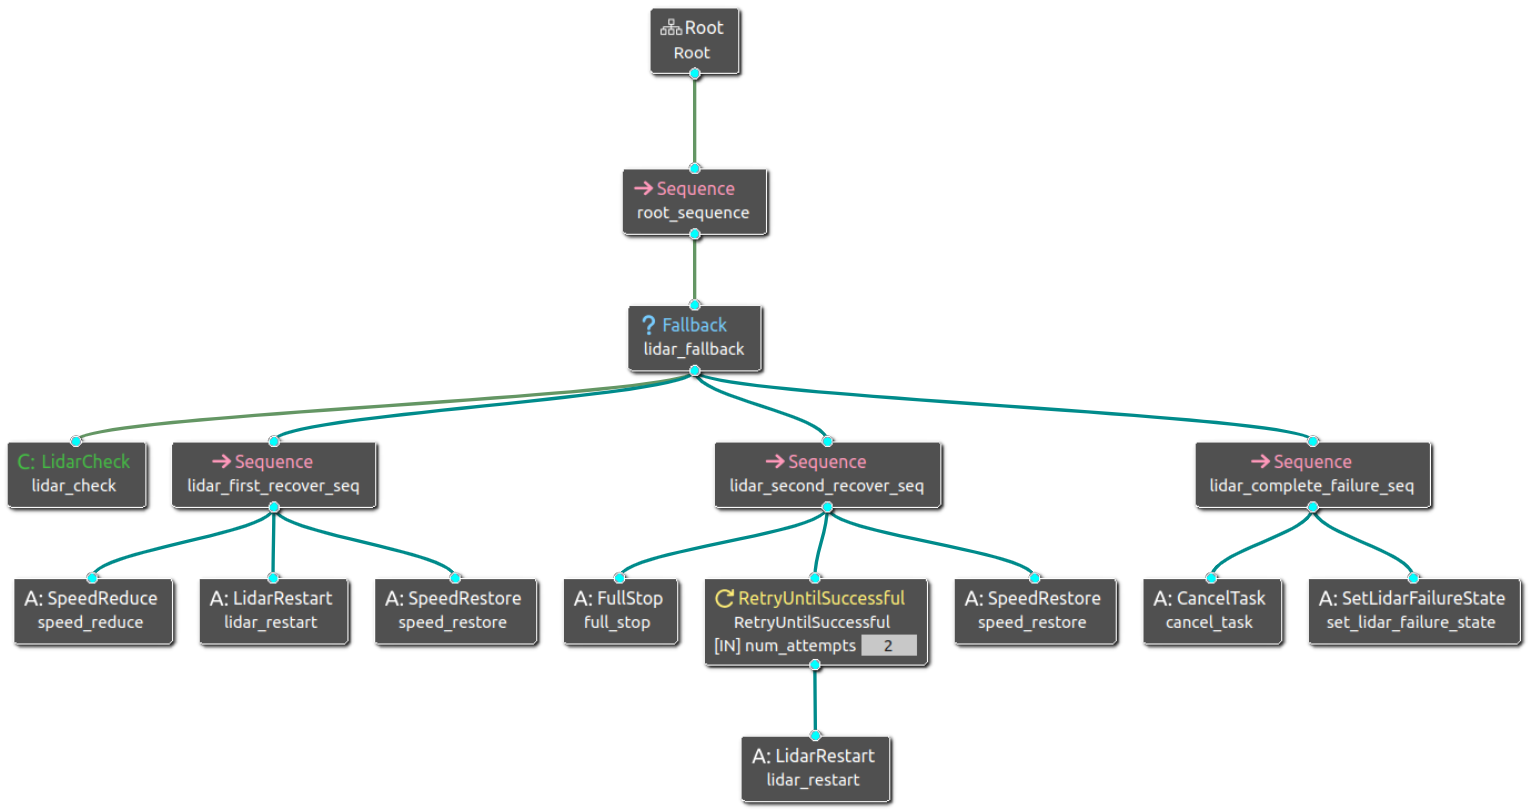 Root
Root
Sequence
root_sequence
? Fallback
lidar_fallback
C: LidarCheck
lidar_check
Sequence
lidar_first_recover_seq
Sequence
lidar_second_recover_seq
Sequence
lidar_complete_failure_seq
A: SpeedReduce
speed_reduce
A: LidarRestart
lidar_restart
A: SpeedRestore
speed_restore
A: FullStop
full_stop
RetryUntilSuccessful
RetryUntilSuccessful
[IN] num_attempts 2
A: SpeedRestore
speed_restore
A: CancelTask
cancel_task
A: SetLidarFailureState
set_lidar_failure_state
A: LidarRestart
lidar_restart